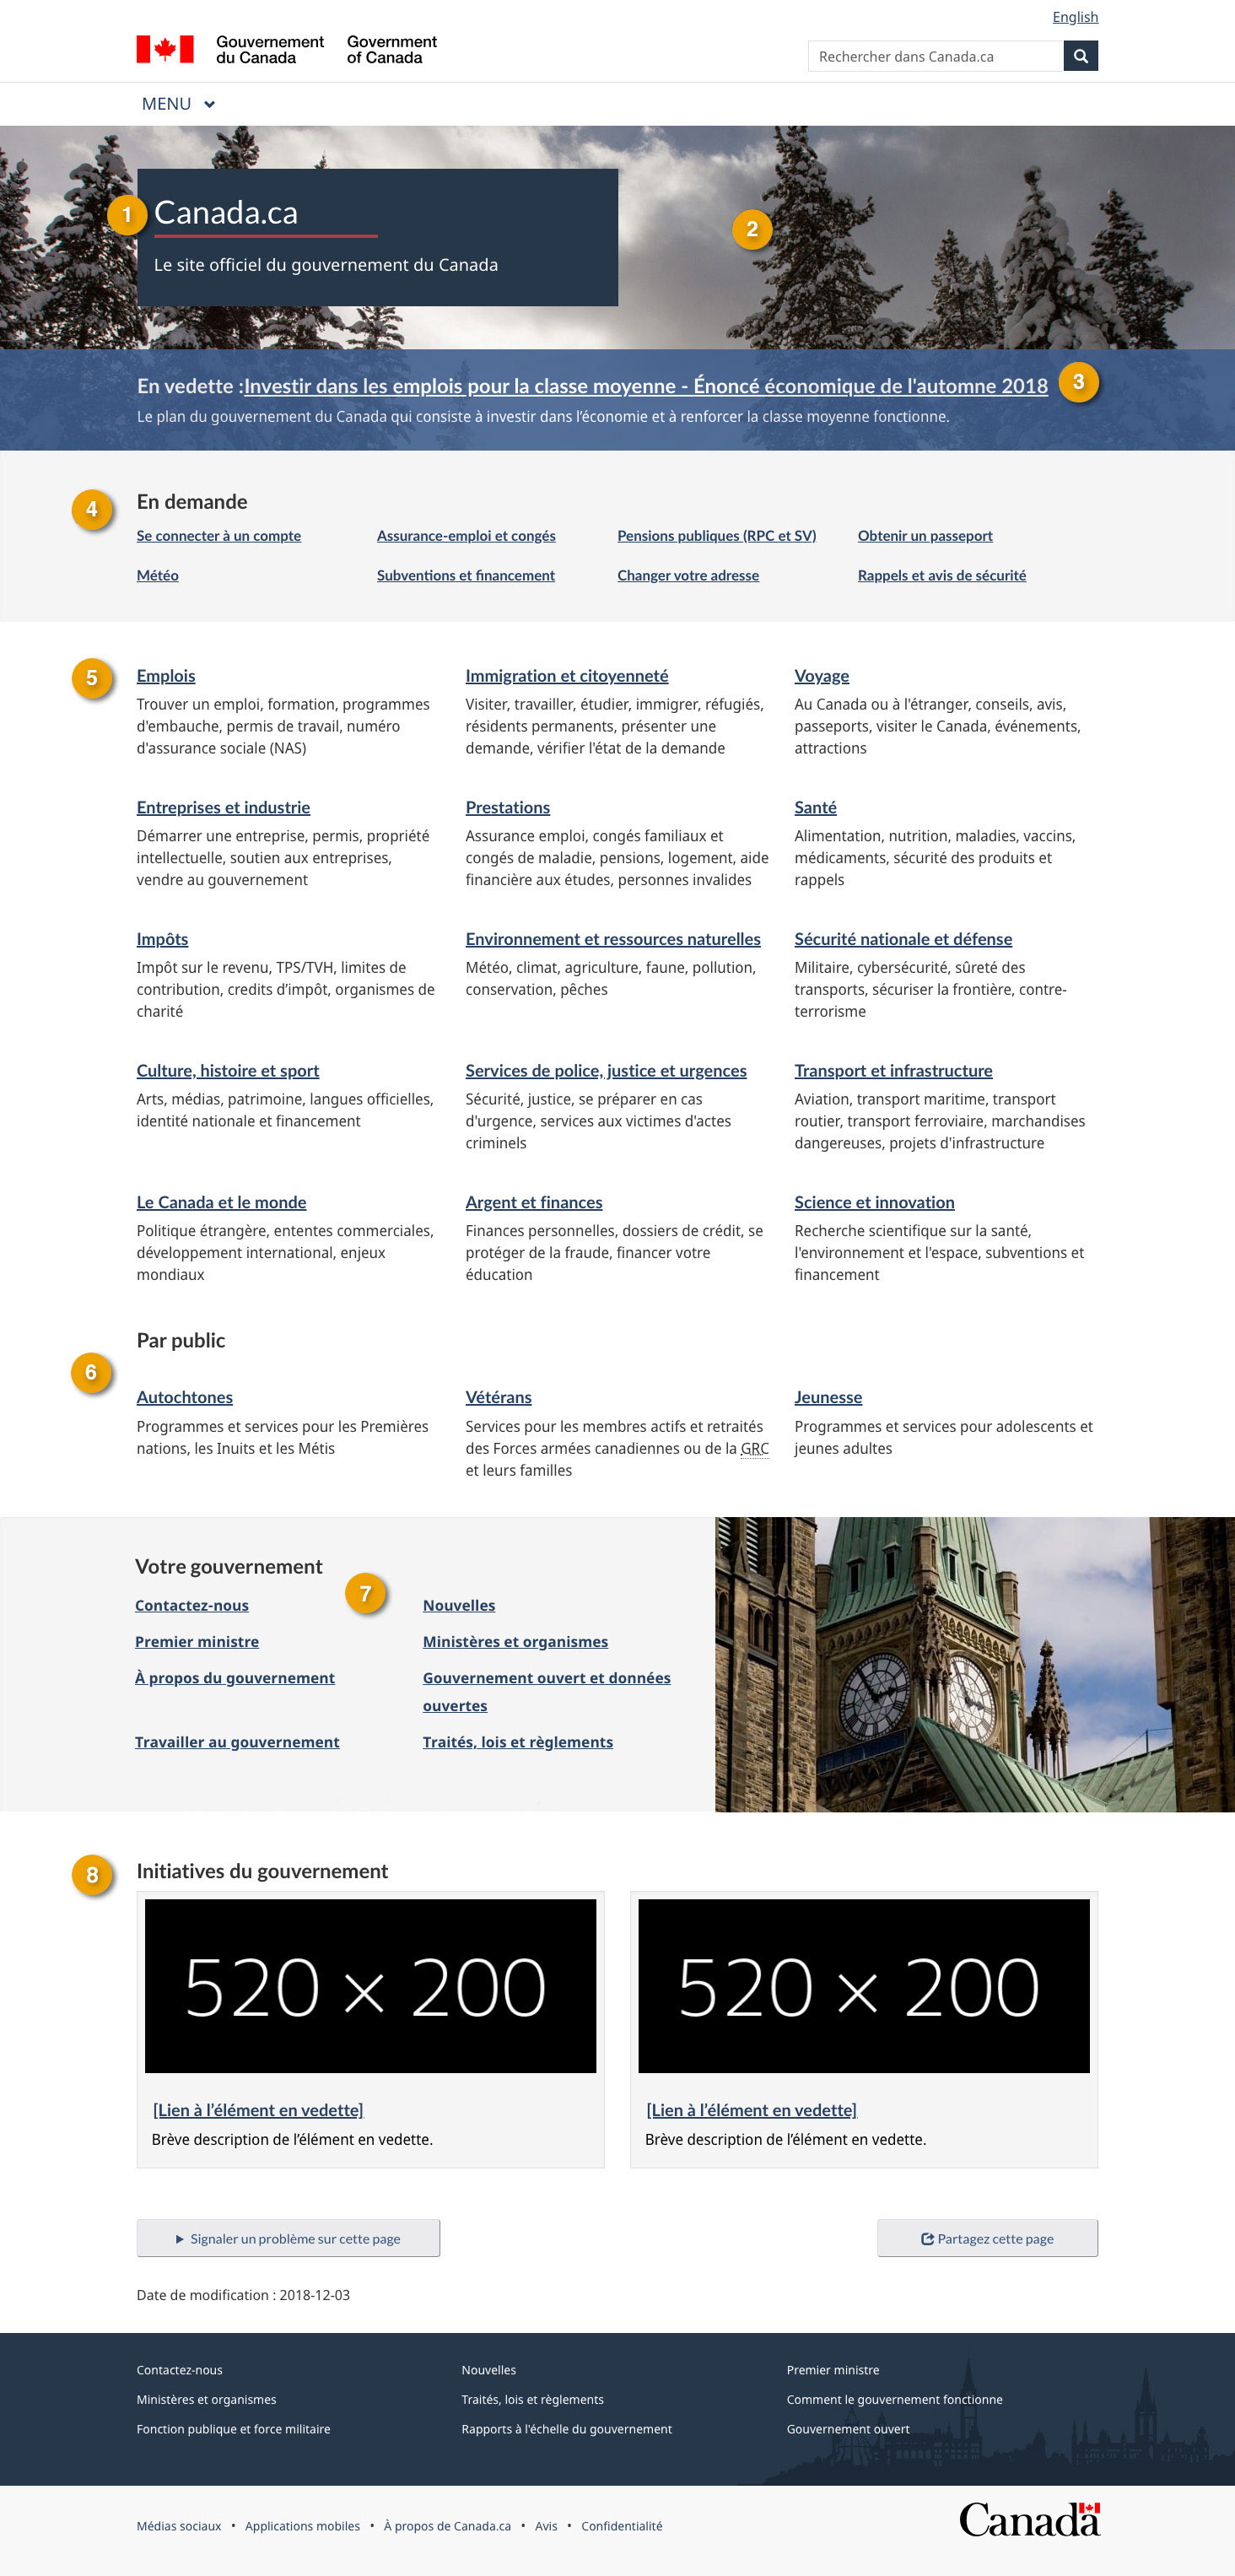 English
Gouvernement
du Canada
Government
of Canada
Rechercher dans Canada.ca
MENU
1
Canada.ca
2
Le site officiel du gouvernement du Canada
En vedette :Investir dans les emplois pour la classe moyenne - Énoncé économique de l'automne 2018
3
Le plan du gouvernement du Canada qui consiste à investir dans l’économie et à renforcer la classe moyenne fonctionne.
4
En demande
Se connecter à un compte
Assurance-emploi et congés
Pensions publiques (RPC et SV)
Obtenir un passeport
Météo
Subventions et financement
Changer votre adresse
Rappels et avis de sécurité
5
Emplois
Trouver un emploi, formation, programmes
d'embauche, permis de travail, numéro
d'assurance sociale (NAS)
Immigration et citoyenneté
Visiter, travailler, étudier, immigrer, réfugiés,
résidents permanents, présenter une
demande, vérifier l'état de la demande
Voyage
Au Canada ou à l'étranger, conseils, avis,
passeports, visiter le Canada, événements,
attractions
Entreprises et industrie
Démarrer une entreprise, permis, propriété
intellectuelle, soutien aux entreprises,
vendre au gouvernement
Prestations
Assurance emploi, congés familiaux et
congés de maladie, pensions, logement, aide
financière aux études, personnes invalides
Santé
Alimentation, nutrition, maladies, vaccins,
médicaments, sécurité des produits et
rappels
Impôts
Impôt sur le revenu, TPS/TVH, limites de
contribution, credits d’impôt, organismes de
charité
Environnement et ressources naturelles
Météo, climat, agriculture, faune, pollution,
conservation, pêches
Sécurité nationale et défense
Militaire, cybersécurité, sûreté des
transports, sécuriser la frontière, contre-
terrorisme
Culture, histoire et sport
Arts, médias, patrimoine, langues officielles,
identité nationale et financement
Services de police, justice et urgences
Sécurité, justice, se préparer en cas
d'urgence, services aux victimes d'actes
criminels
Transport et infrastructure
Aviation, transport maritime, transport
routier, transport ferroviaire, marchandises
dangereuses, projets d'infrastructure
Le Canada et le monde
Politique étrangère, ententes commerciales,
développement international, enjeux
mondiaux
Argent et finances
Finances personnelles, dossiers de crédit, se
protéger de la fraude, financer votre
éducation
Science et innovation
Recherche scientifique sur la santé,
l'environnement et l'espace, subventions et
financement
Par public
6
Autochtones
Programmes et services pour les Premières
nations, les Inuits et les Métis
Vétérans
Services pour les membres actifs et retraités
des Forces armées canadiennes ou de la GRC
et leurs familles
Jeunesse
Programmes et services pour adolescents et
jeunes adultes
Votre gouvernement
7
Contactez-nous
Nouvelles
Premier ministre
Ministères et organismes
À propos du gouvernement
Gouvernement ouvert et données
ouvertes
Travailler au gouvernement
Traités, lois et règlements
8
Initiatives du gouvernement
520 × 200
[Lien à l’élément en vedette]
Brève description de l’élément en vedette.
520 × 200
[Lien à l’élément en vedette]
Brève description de l’élément en vedette.
Signaler un problème sur cette page
Partagez cette page
Date de modification : 2018-12-03
Contactez-nous
Nouvelles
Premier ministre
Ministères et organismes
Traités, lois et règlements
Comment le gouvernement fonctionne
Fonction publique et force militaire
Rapports à l'échelle du gouvernement
Gouvernement ouvert
Médias sociaux • Applications mobiles • À propos de Canada.ca • Avis • Confidentialité
Canada